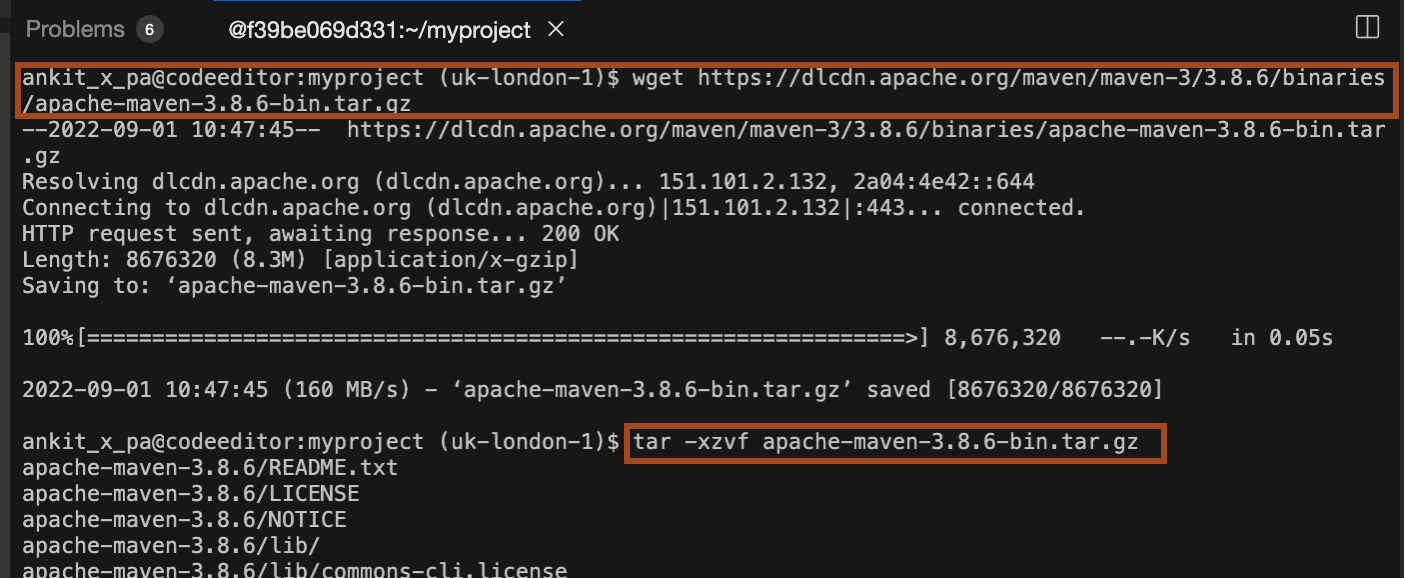 Problems 6 @f39be069d331:~/myproject ×
ankit_x_pa@codeeditor:myproject (uk-london-1)$ wget https://dlcdn.apache.org/maven/maven-3/3.8.6/binaries
/apache-maven-3.8.6-bin.tar.gz
--2022-09-01 10:47:45--  https://dlcdn.apache.org/maven/maven-3/3.8.6/binaries/apache-maven-3.8.6-bin.tar
.gz
Resolving dlcdn.apache.org (dlcdn.apache.org)... 151.101.2.132, 2a04:4e42::644
Connecting to dlcdn.apache.org (dlcdn.apache.org)|151.101.2.132|:443... connected.
HTTP request sent, awaiting response... 200 OK
Length: 8676320 (8.3M) [application/x-gzip]
Saving to: ‘apache-maven-3.8.6-bin.tar.gz’
100%[===============================================================>] 8,676,320   --.-K/s   in 0.05s
2022-09-01 10:47:45 (160 MB/s) - ‘apache-maven-3.8.6-bin.tar.gz’ saved [8676320/8676320]
ankit_x_pa@codeeditor:myproject (uk-london-1)$ tar -xzvf apache-maven-3.8.6-bin.tar.gz
apache-maven-3.8.6/README.txt
apache-maven-3.8.6/LICENSE
apache-maven-3.8.6/NOTICE
apache-maven-3.8.6/lib/
apache-maven-3.8.6/lib/commons-cli.license